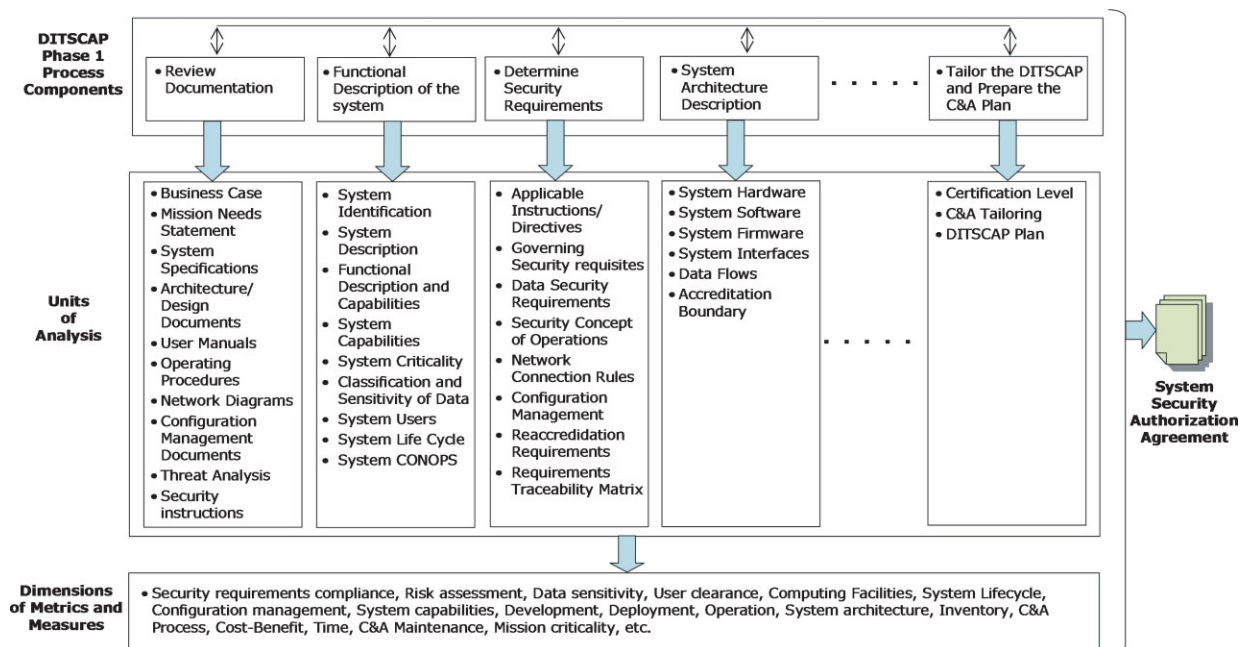 DITSCAP
Phase 1
Process
Components
• Review
Documentation
• Functional
Description of the
system
• Determine
Security
Requirements
• System
Architecture
Description
• Tailor the DITSCAP
and Prepare the
C&A Plan
Units
of
Analysis
• Business Case
• Mission Needs
Statement
• System
Specifications
• Architecture/
Design
Documents
• User Manuals
• Operating
Procedures
• Network Diagrams
• Configuration
Management
Documents
• Threat Analysis
• Security
instructions
• System
Identification
• System
Description
• Functional
Description and
Capabilities
• System
Capabilities
• System Criticality
• Classification and
Sensitivity of Data
• System Users
• System Life Cycle
• System CONOPS
• Applicable
Instructions/
Directives
• Governing
Security requisites
• Data Security
Requirements
• Security Concept
of Operations
• Network
Connection Rules
• Configuration
Management
• Reaccredidation
Requirements
• Requirements
Traceability Matrix
• System Hardware
• System Software
• System Firmware
• System Interfaces
• Data Flows
• Accreditation
Boundary
• Certification Level
• C&A Tailoring
• DITSCAP Plan
System
Security
Authorization
Agreement
Dimensions
of Metrics and
Measures
• Security requirements compliance, Risk assessment, Data sensitivity, User clearance, Computing Facilities, System Lifecycle,
Configuration management, System capabilities, Development, Deployment, Operation, System architecture, Inventory, C&A
Process, Cost-Benefit, Time, C&A Maintenance, Mission criticality, etc.